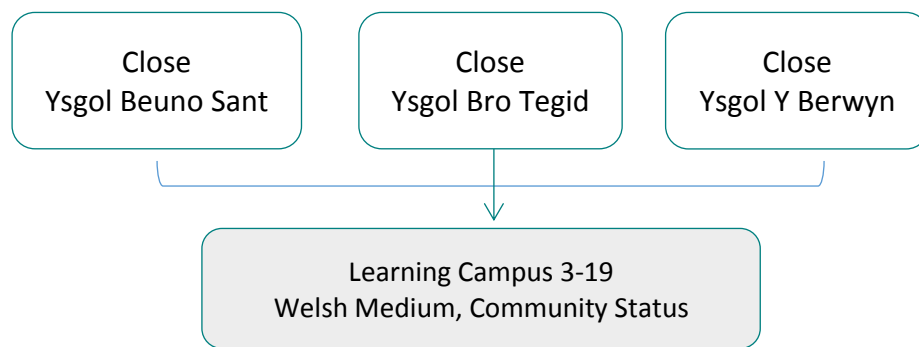 Close
Ysgol Beuno Sant
Close
Ysgol Bro Tegid
Close
Ysgol Y Berwyn
Learning Campus 3-19
Welsh Medium, Community Status